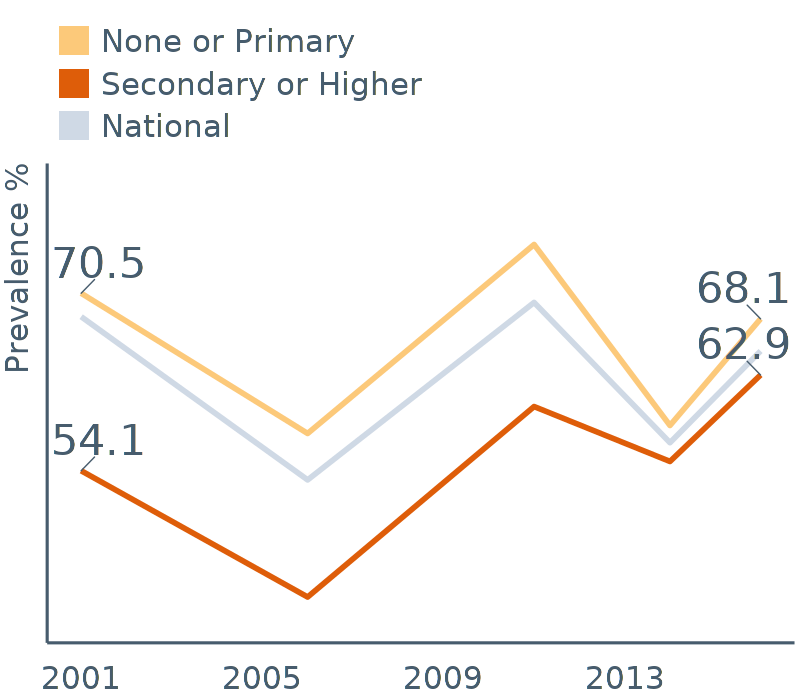 None or Primary
Secondary or Higher
National
Prevalence %
70.5
68.1
62.9
54.1
2001 2005 2009 2013